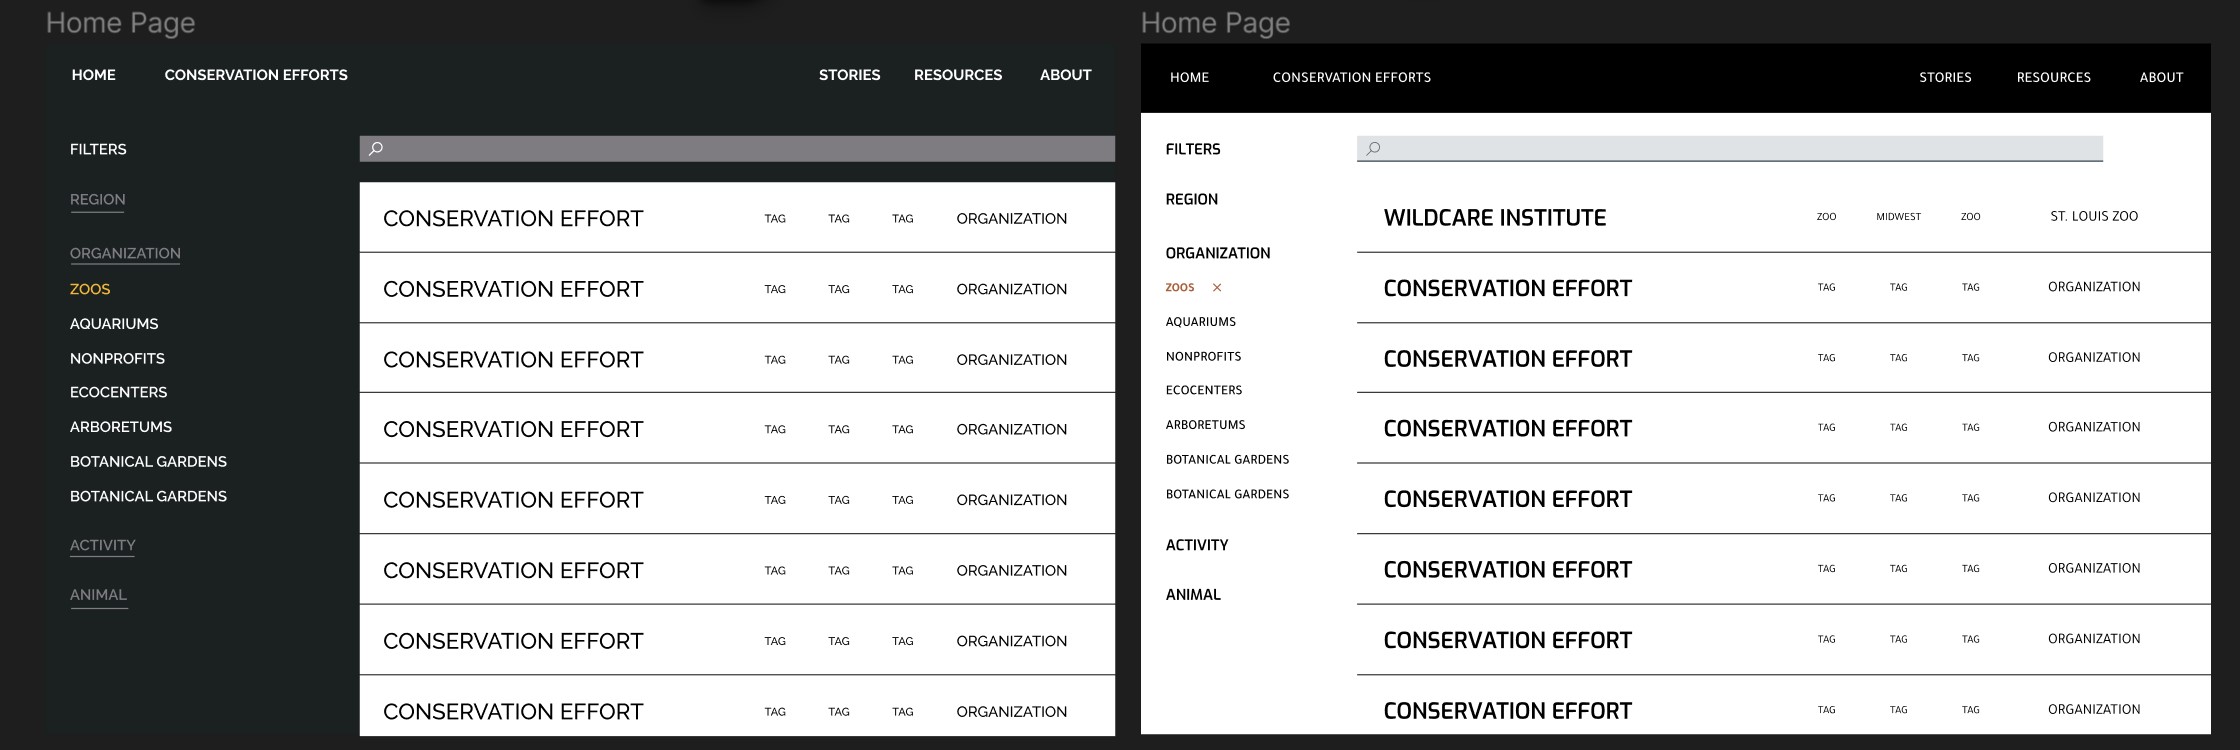 Home Page
HOME CONSERVATION EFFORTS STORIES RESOURCES ABOUT
FILTERS
REGION
ORGANIZATION
ZOOS
AQUARIUMS
NONPROFITS
ECOCENTERS
ARBORETUMS
BOTANICAL GARDENS
BOTANICAL GARDENS
ACTIVITY
ANIMAL
CONSERVATION EFFORT TAG TAG TAG ORGANIZATION
CONSERVATION EFFORT TAG TAG TAG ORGANIZATION
CONSERVATION EFFORT TAG TAG TAG ORGANIZATION
CONSERVATION EFFORT TAG TAG TAG ORGANIZATION
CONSERVATION EFFORT TAG TAG TAG ORGANIZATION
CONSERVATION EFFORT TAG TAG TAG ORGANIZATION
CONSERVATION EFFORT TAG TAG TAG ORGANIZATION
CONSERVATION EFFORT TAG TAG TAG ORGANIZATION
Home Page
HOME CONSERVATION EFFORTS STORIES RESOURCES ABOUT
FILTERS
REGION
ORGANIZATION
ZOOS ×
AQUARIUMS
NONPROFITS
ECOCENTERS
ARBORETUMS
BOTANICAL GARDENS
BOTANICAL GARDENS
ACTIVITY
ANIMAL
WILDCARE INSTITUTE ZOO MIDWEST ZOO ST. LOUIS ZOO
CONSERVATION EFFORT TAG TAG TAG ORGANIZATION
CONSERVATION EFFORT TAG TAG TAG ORGANIZATION
CONSERVATION EFFORT TAG TAG TAG ORGANIZATION
CONSERVATION EFFORT TAG TAG TAG ORGANIZATION
CONSERVATION EFFORT TAG TAG TAG ORGANIZATION
CONSERVATION EFFORT TAG TAG TAG ORGANIZATION
CONSERVATION EFFORT TAG TAG TAG ORGANIZATION